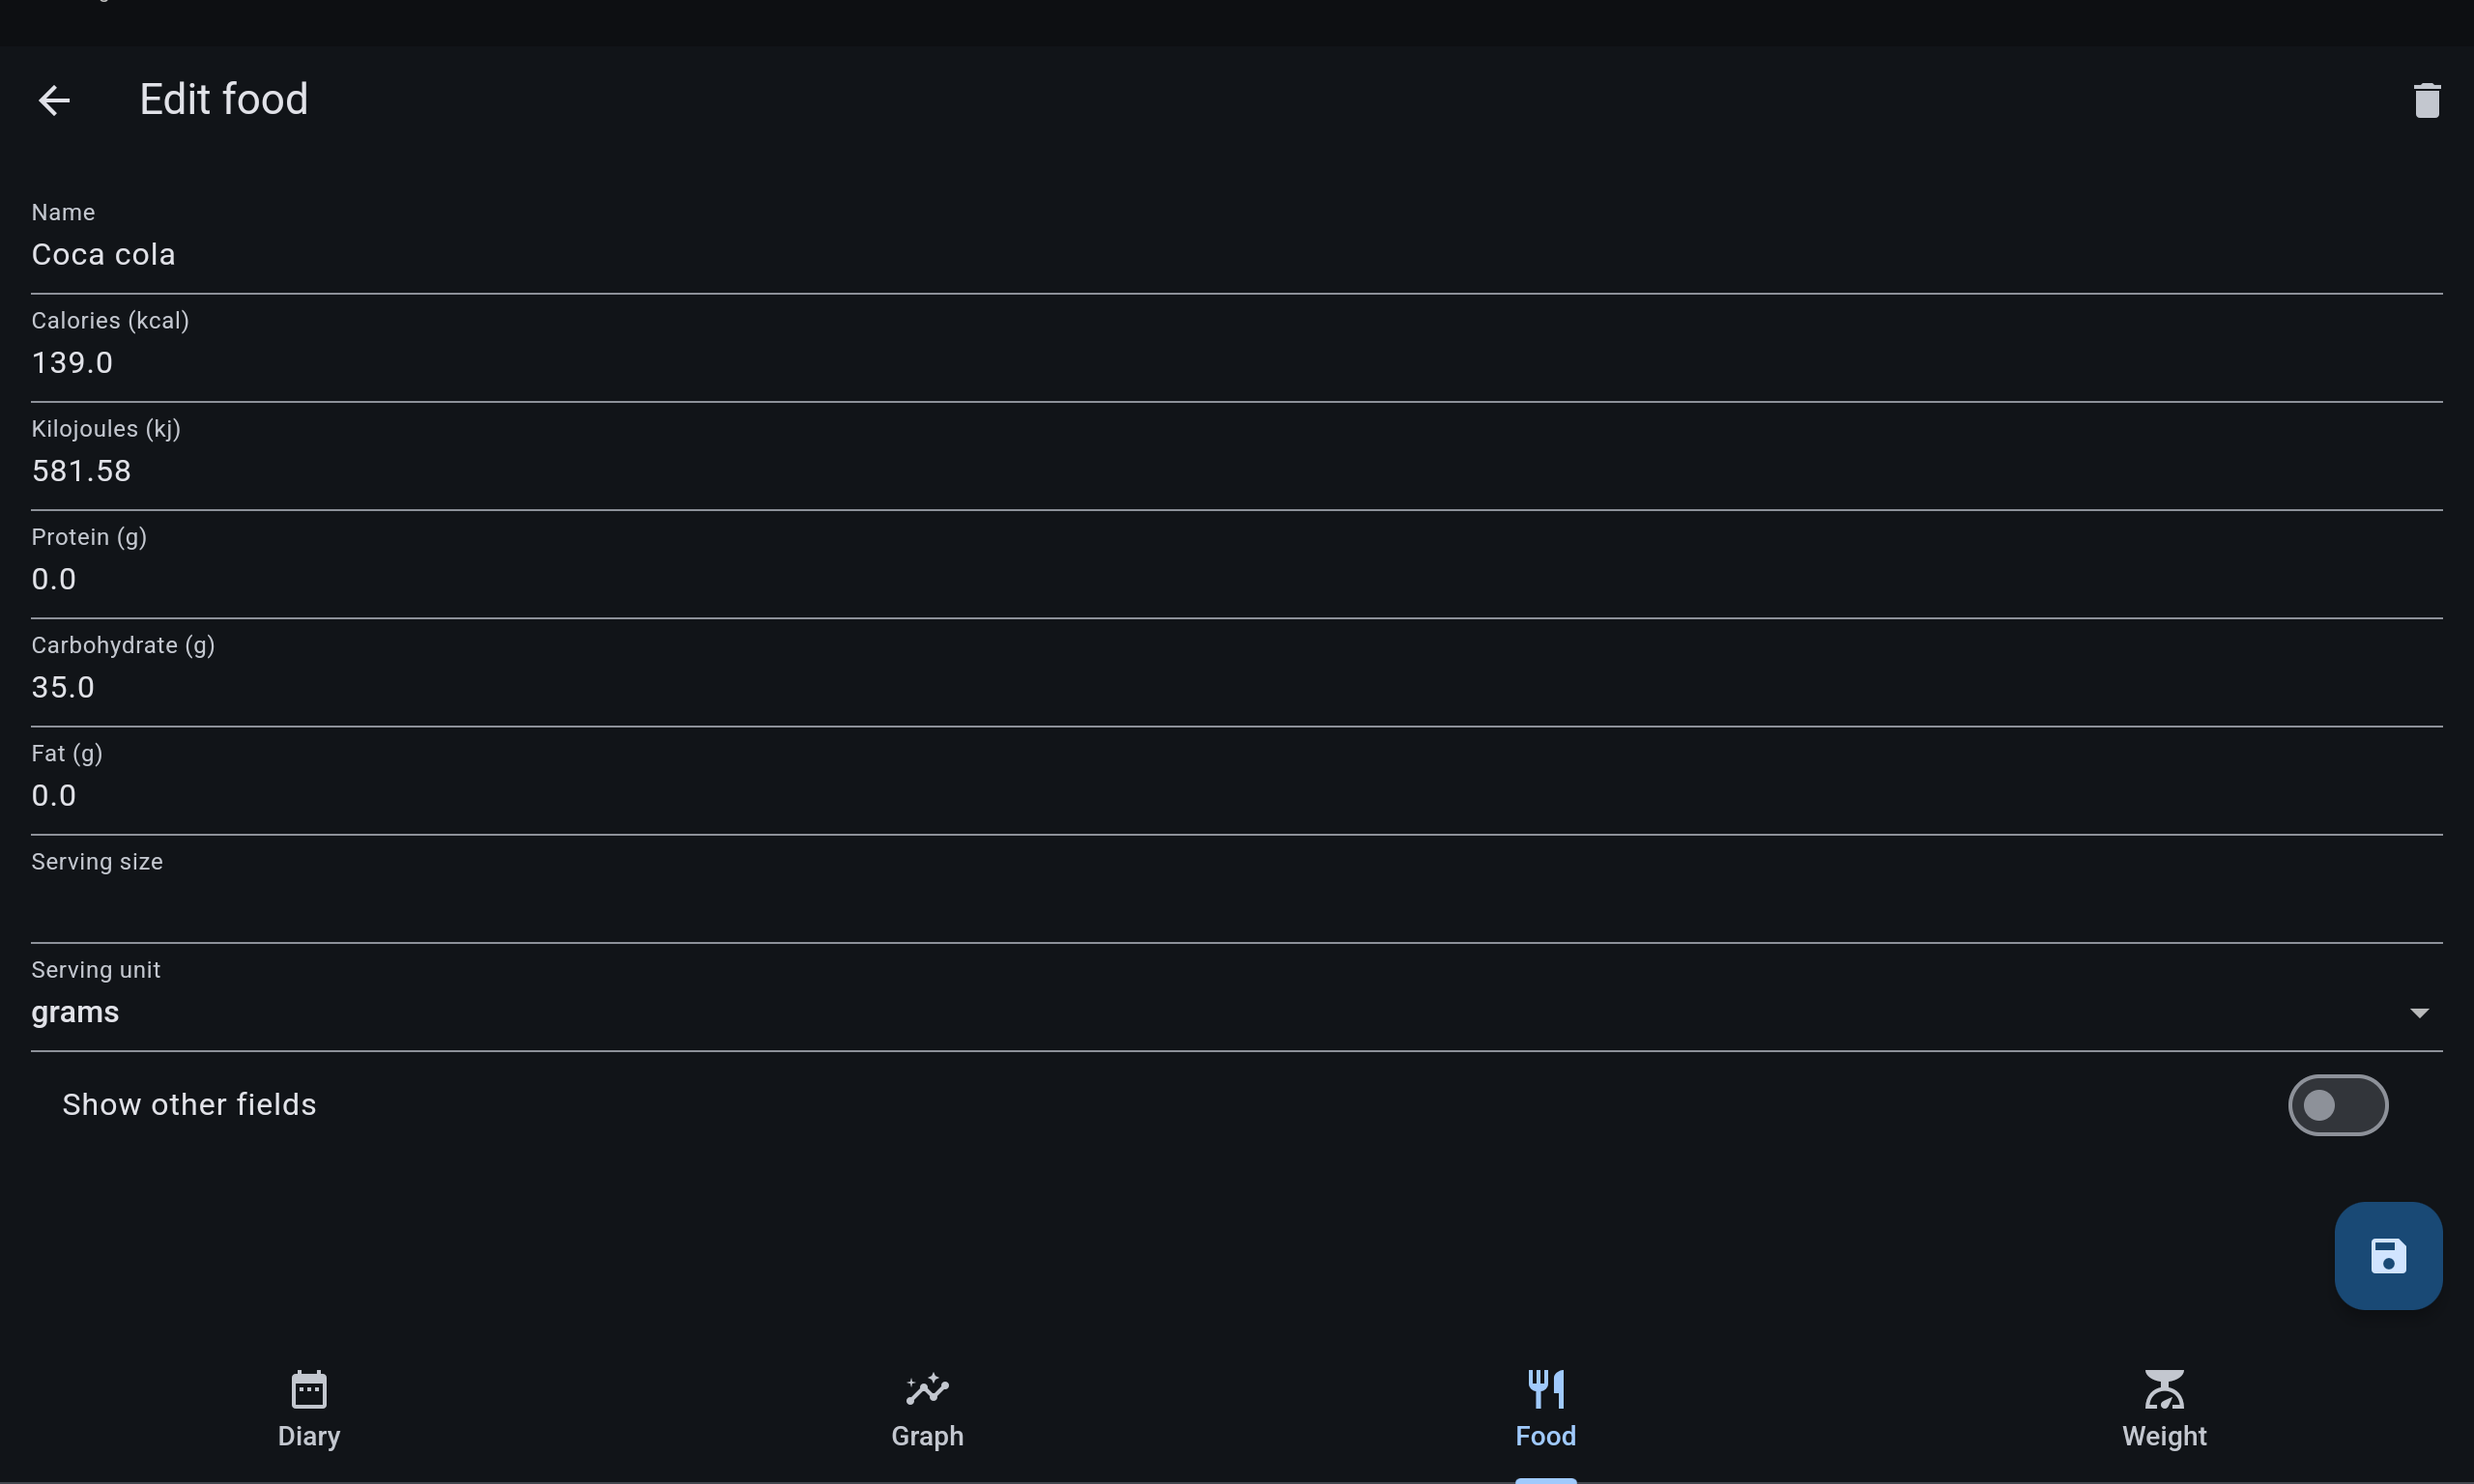 Edit food
Name
Coca cola
Calories (kcal)
139.0
Kilojoules (kj)
581.58
Protein (g)
0.0
Carbohydrate (g)
35.0
Fat (g)
0.0
Serving size
Serving unit
grams
Show other fields
Diary
Graph
Food
Weight